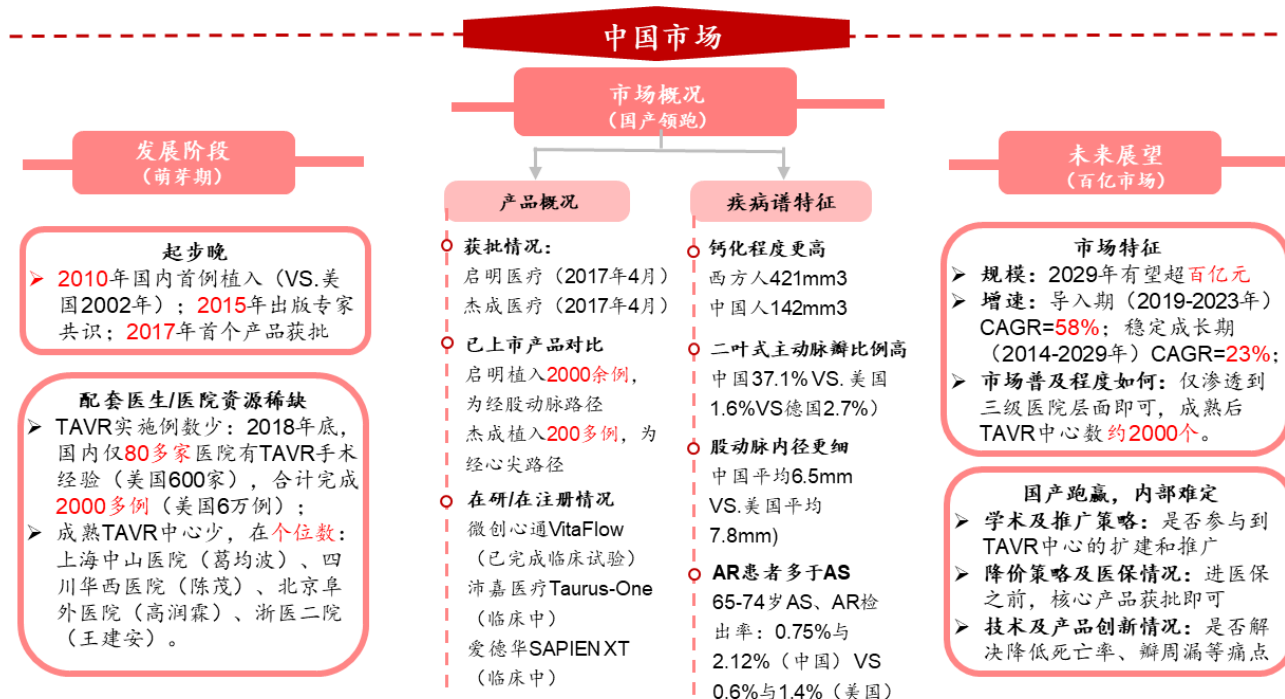 中国市场
发展阶段
（萌芽期）
起步晚
➢ 2010年国内首例植入（VS.美
国2002年）；2015年出版专家
共识；2017年首个产品获批
配套医生/医院资源稀缺
➢ TAVR实施例数少：2018年底，
国内仅80多家医院有TAVR手术
经验（美国600家），合计完成
2000多例（美国6万例）；
➢ 成熟TAVR中心少，在个位数：
上海中山医院（葛均波）、四
川华西医院（陈茂）、北京阜
外医院（高润霖）、浙医二院
（王建安）。
市场概况
（国产领跑）
产品概况
获批情况：
启明医疗（2017年4月）
杰成医疗（2017年4月）
已上市产品对比
启明植入2000余例，
为经股动脉路径
杰成植入200多例，为
经心尖路径
在研/在注册情况
微创心通VitaFlow
（已完成临床试验）
沛嘉医疗Taurus-One
（临床中）
爱德华SAPIEN XT
（临床中）
疾病谱特征
钙化程度更高
西方人421mm3
中国人142mm3
二叶式主动脉瓣比例高
中国37.1% VS. 美国
1.6%VS德国2.7%）
股动脉内径更细
中国平均6.5mm
VS.美国平均
7.8mm)
AR患者多于AS
65-74岁AS、AR检
出率：0.75%与
2.12%（中国）VS
0.6%与1.4%（美国）
未来展望
（百亿市场）
市场特征
➢ 规模：2029年有望超百亿元
➢ 增速：导入期（2019-2023年）
CAGR=58%；稳定成长期
（2014-2029年）CAGR=23%；
➢ 市场普及程度如何：仅渗透到
三级医院层面即可，成熟后
TAVR中心数约2000个。
国产跑赢，内部难定
➢ 学术及推广策略：是否参与到
TAVR中心的扩建和推广
➢ 降价策略及医保情况：进医保
之前，核心产品获批即可
➢ 技术及产品创新情况：是否解
决降低死亡率、瓣周漏等痛点